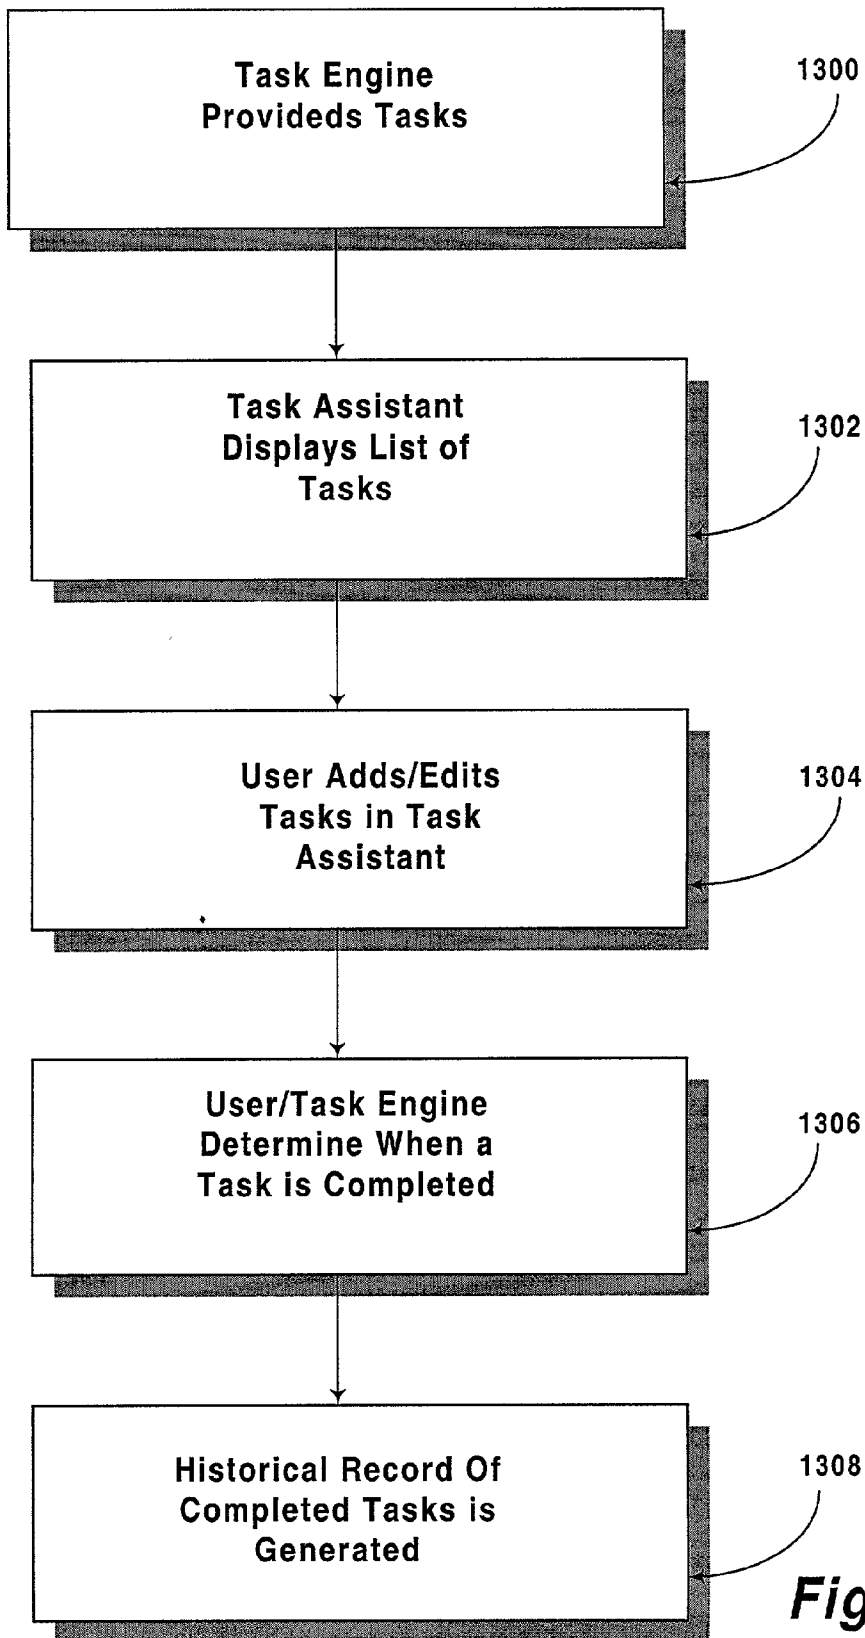 Task Engine
Provideds Tasks
1300
Task Assistant
Displays List of
Tasks
1302
User Adds/Edits
Tasks in Task
Assistant
1304
User/Task Engine
Determine When a
Task is Completed
1306
Historical Record Of
Completed Tasks is
Generated
1308
Fig